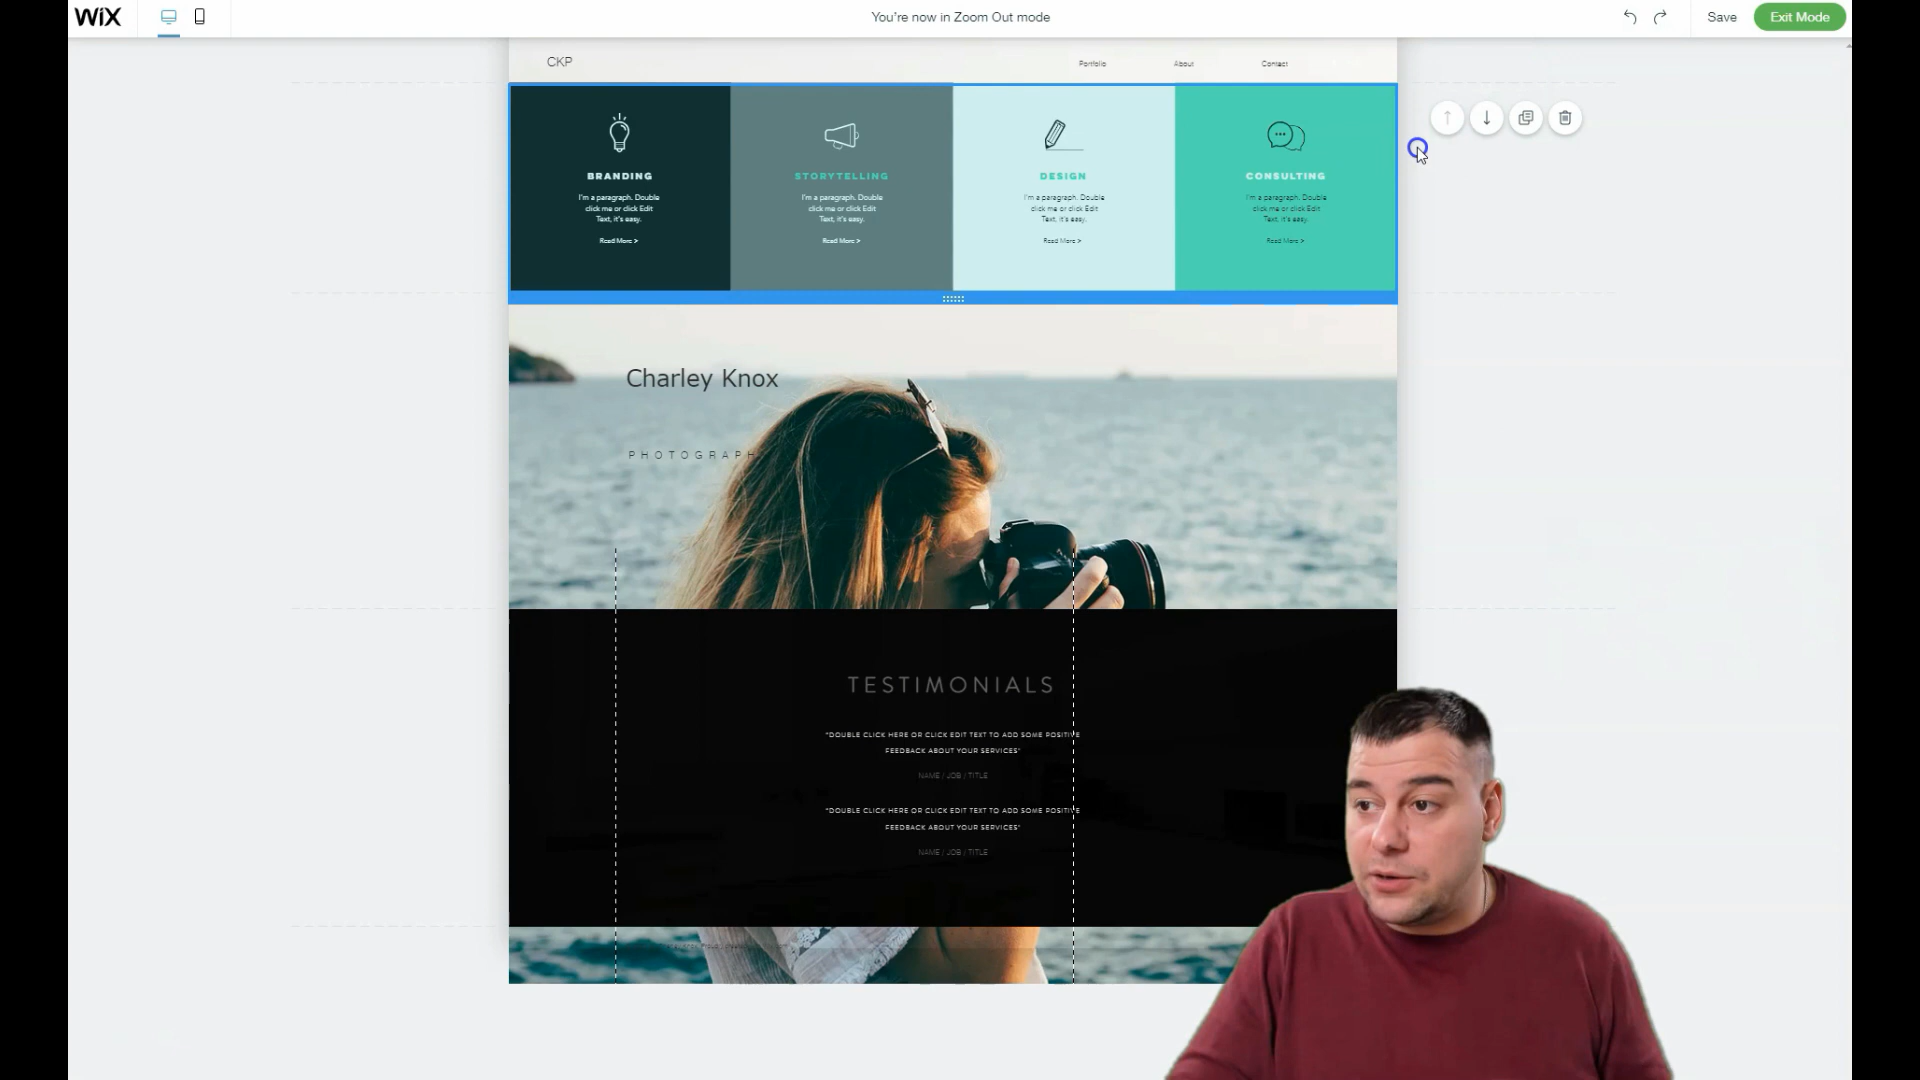 WiX
You're now in Zoom Out mode
Save
Exit Mode
CKP
Portfolio
About
Contact
BRANDING
I'm a paragraph. Double
click me or click Edit
Text, it's easy.
Read More >
STORYTELLING
I'm a paragraph. Double
click me or click Edit
Text, it's easy.
Read More >
DESIGN
I'm a paragraph. Double
click me or click Edit
Text, it's easy.
Read More >
CONSULTING
I'm a paragraph. Double
click me or click Edit
Text, it's easy.
Read More >
Charley Knox
PHOTOGRAPH
TESTIMONIALS
"DOUBLE CLICK HERE OR CLICK EDIT TEXT TO ADD SOME POSITIVE
FEEDBACK ABOUT YOUR SERVICES"
NAME / JOB / TITLE
"DOUBLE CLICK HERE OR CLICK EDIT TEXT TO ADD SOME POSITIVE
FEEDBACK ABOUT YOUR SERVICES"
NAME / JOB / TITLE